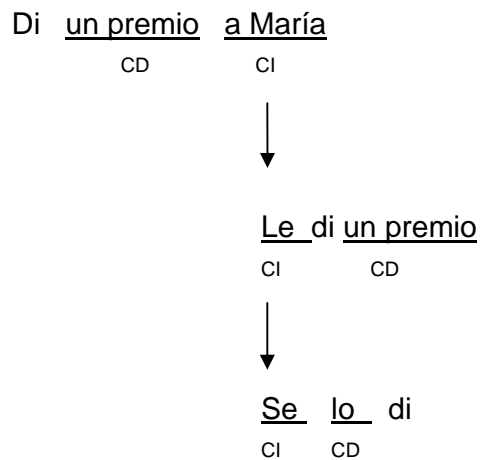 Di un premio a María
CD CI
Le di un premio
CI CD
Se lo di
CI CD